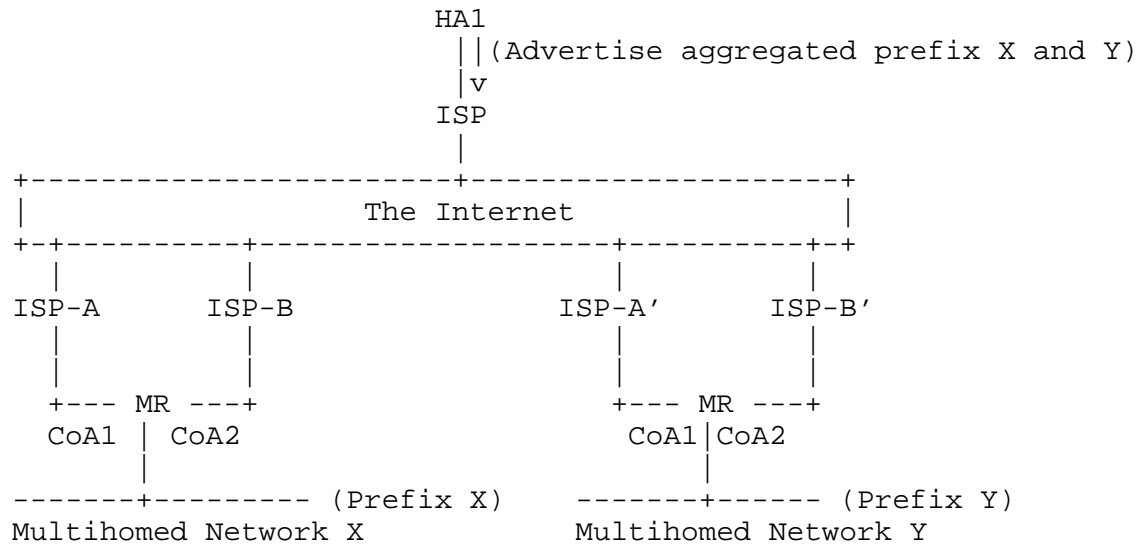 HA1
||(Advertise aggregated prefix X and Y)
|v
ISP
|
+------------------------+---------------------+
| The Internet |
+-+----------+--------------------+----------+-+
| | | |
ISP-A ISP-B ISP-A' ISP-B'
| | | |
| | | |
+--- MR ---+ +--- MR ---+
CoA1 | CoA2 CoA1|CoA2
| |
-------+--------- (Prefix X) -------+------ (Prefix Y)
Multihomed Network X Multihomed Network Y